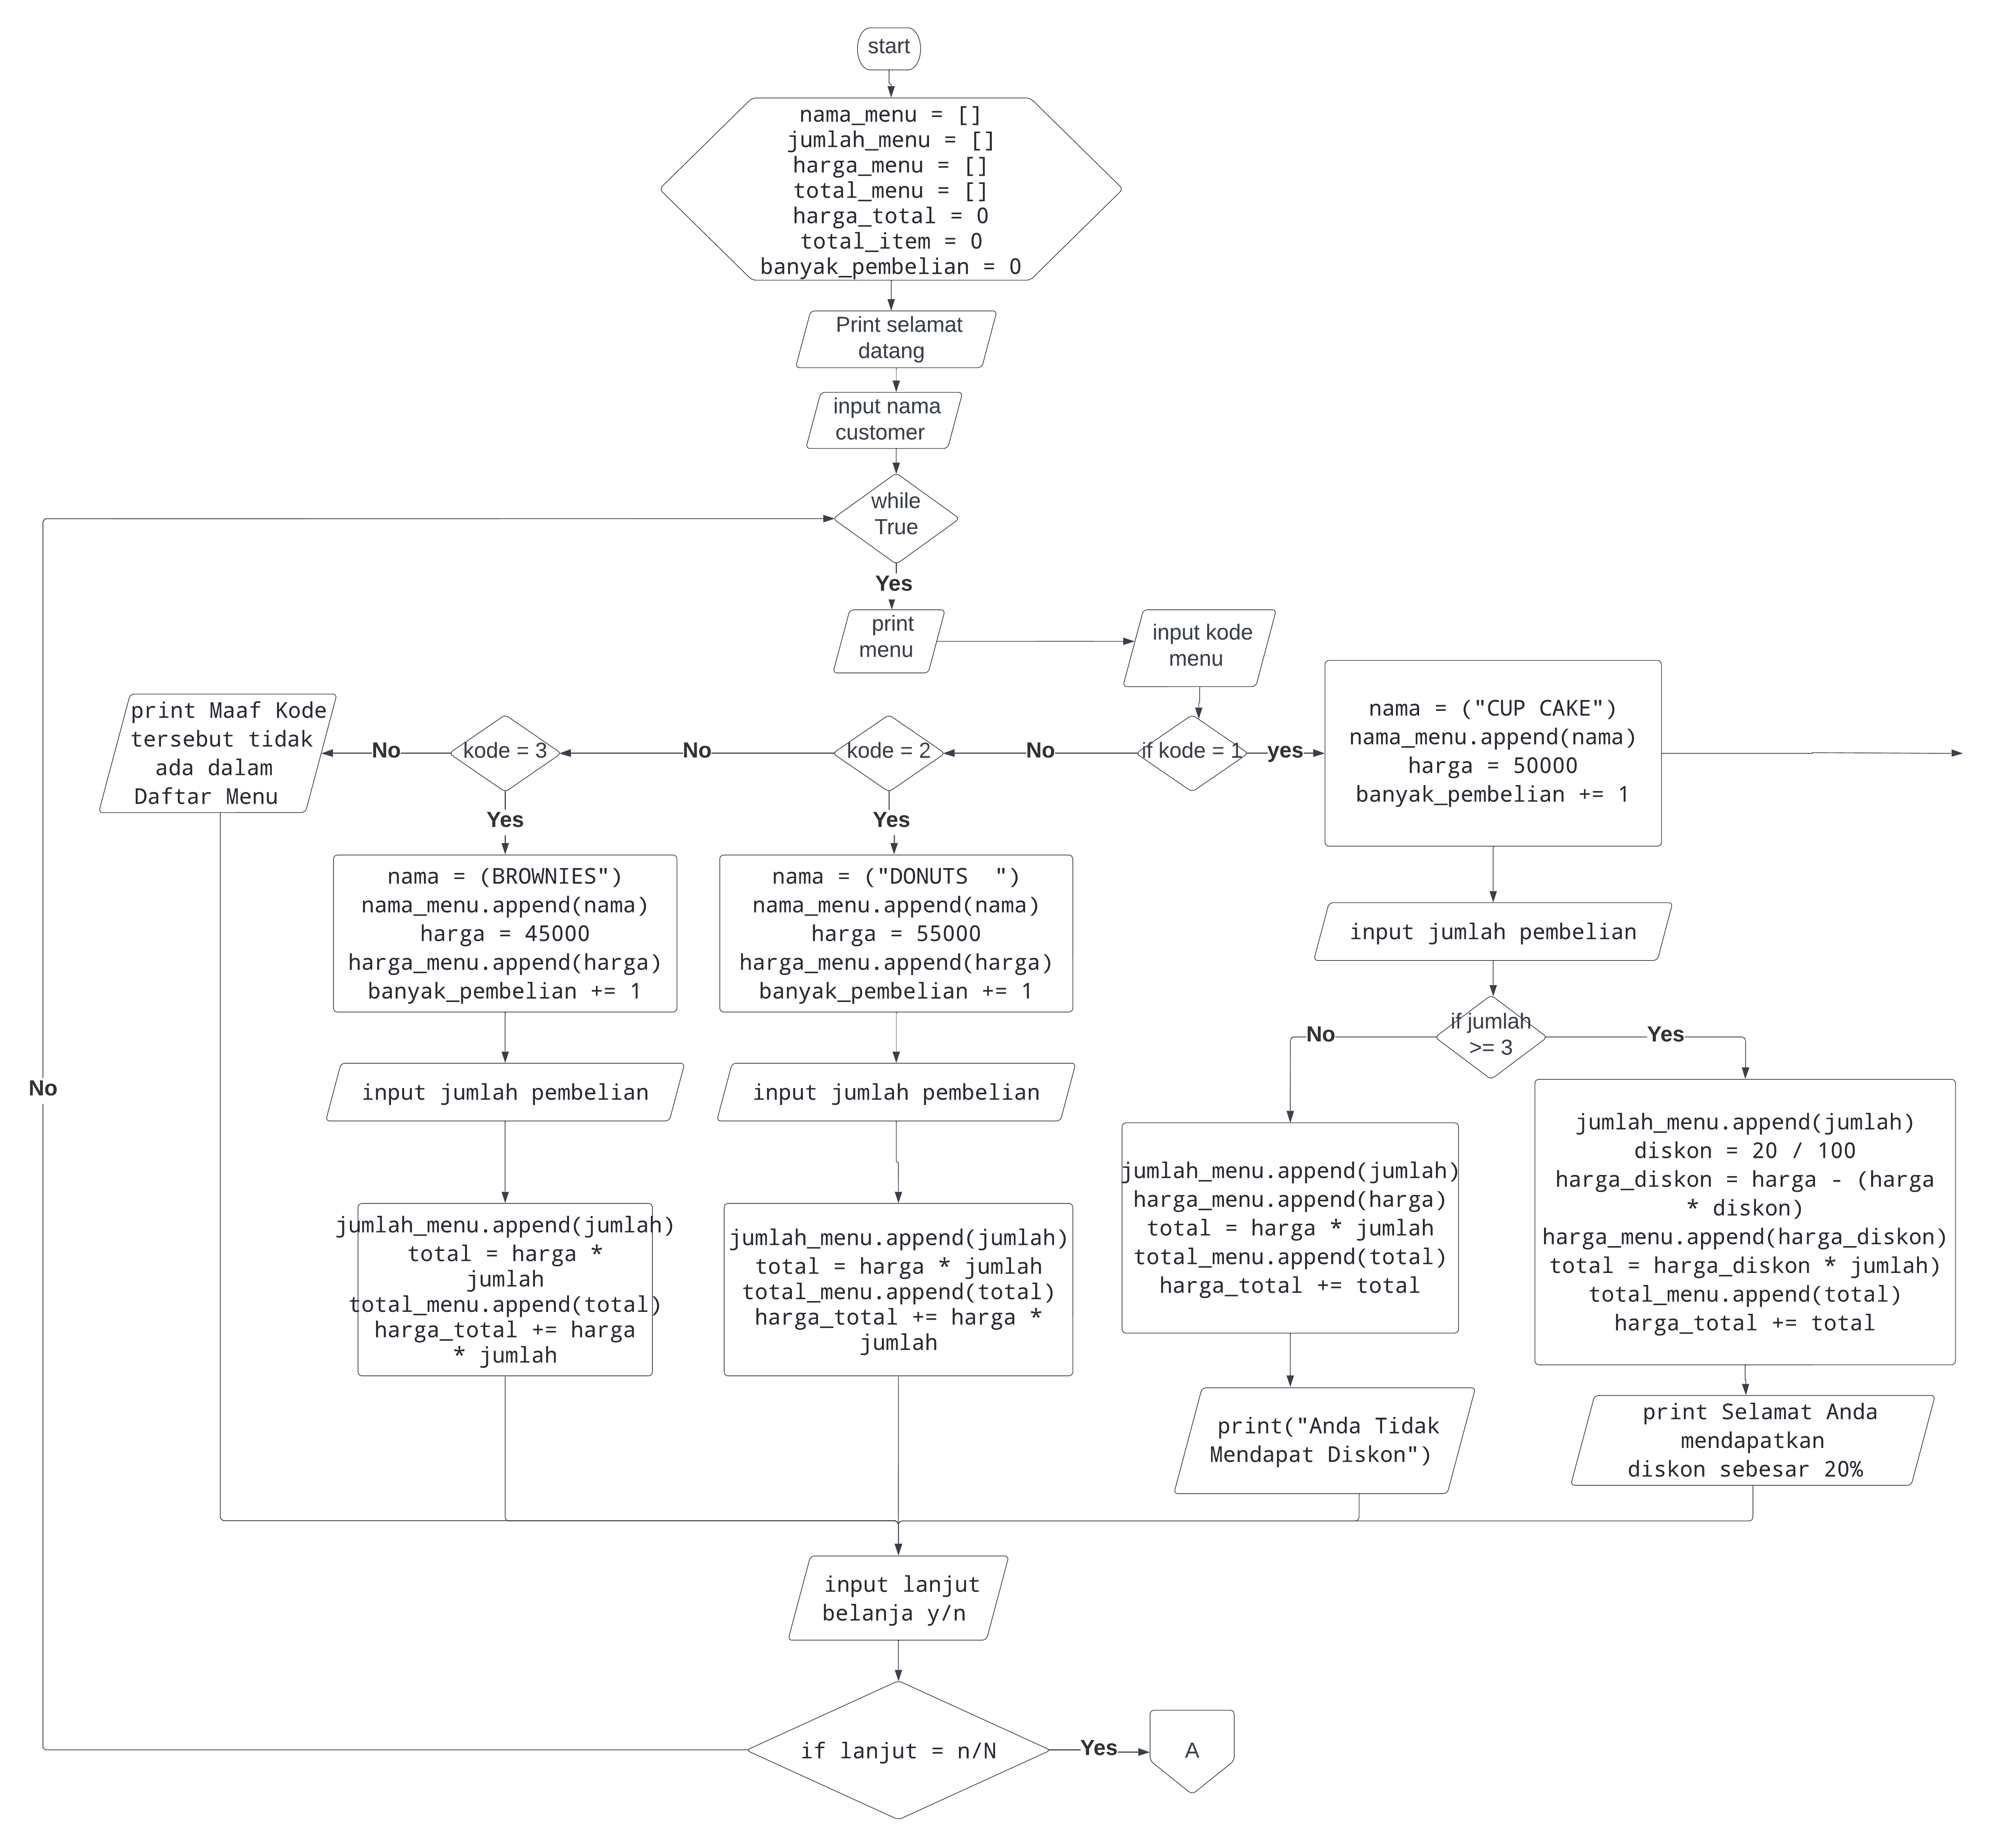 start
nama_menu = []
jumlah_menu = []
harga_menu = []
total_menu = []
harga_total = 0
total_item = 0
banyak_pembelian = 0
Print selamat
datang
input nama
customer
while
True
Yes
print
menu
input kode
menu
if kode = 1
yes
No
kode = 2
No
kode = 3
No
print Maaf Kode
tersebut tidak
ada dalam
Daftar Menu
nama = ("CUP CAKE")
nama_menu.append(nama)
harga = 50000
banyak_pembelian += 1
Yes
Yes
nama = (BROWNIES")
nama_menu.append(nama)
harga = 45000
harga_menu.append(harga)
banyak_pembelian += 1
nama = ("DONUTS  ")
nama_menu.append(nama)
harga = 55000
harga_menu.append(harga)
banyak_pembelian += 1
input jumlah pembelian
if jumlah
>= 3
No
Yes
No
input jumlah pembelian
input jumlah pembelian
jumlah_menu.append(jumlah)
total = harga *
jumlah
total_menu.append(total)
harga_total += harga
* jumlah
jumlah_menu.append(jumlah)
total = harga * jumlah
total_menu.append(total)
harga_total += harga *
jumlah
jumlah_menu.append(jumlah)
harga_menu.append(harga)
total = harga * jumlah
total_menu.append(total)
harga_total += total
jumlah_menu.append(jumlah)
diskon = 20 / 100
harga_diskon = harga - (harga
* diskon)
harga_menu.append(harga_diskon)
total = harga_diskon * jumlah)
total_menu.append(total)
harga_total += total
print("Anda Tidak
Mendapat Diskon")
print Selamat Anda
mendapatkan
diskon sebesar 20%
input lanjut
belanja y/n
if lanjut = n/N
Yes
A